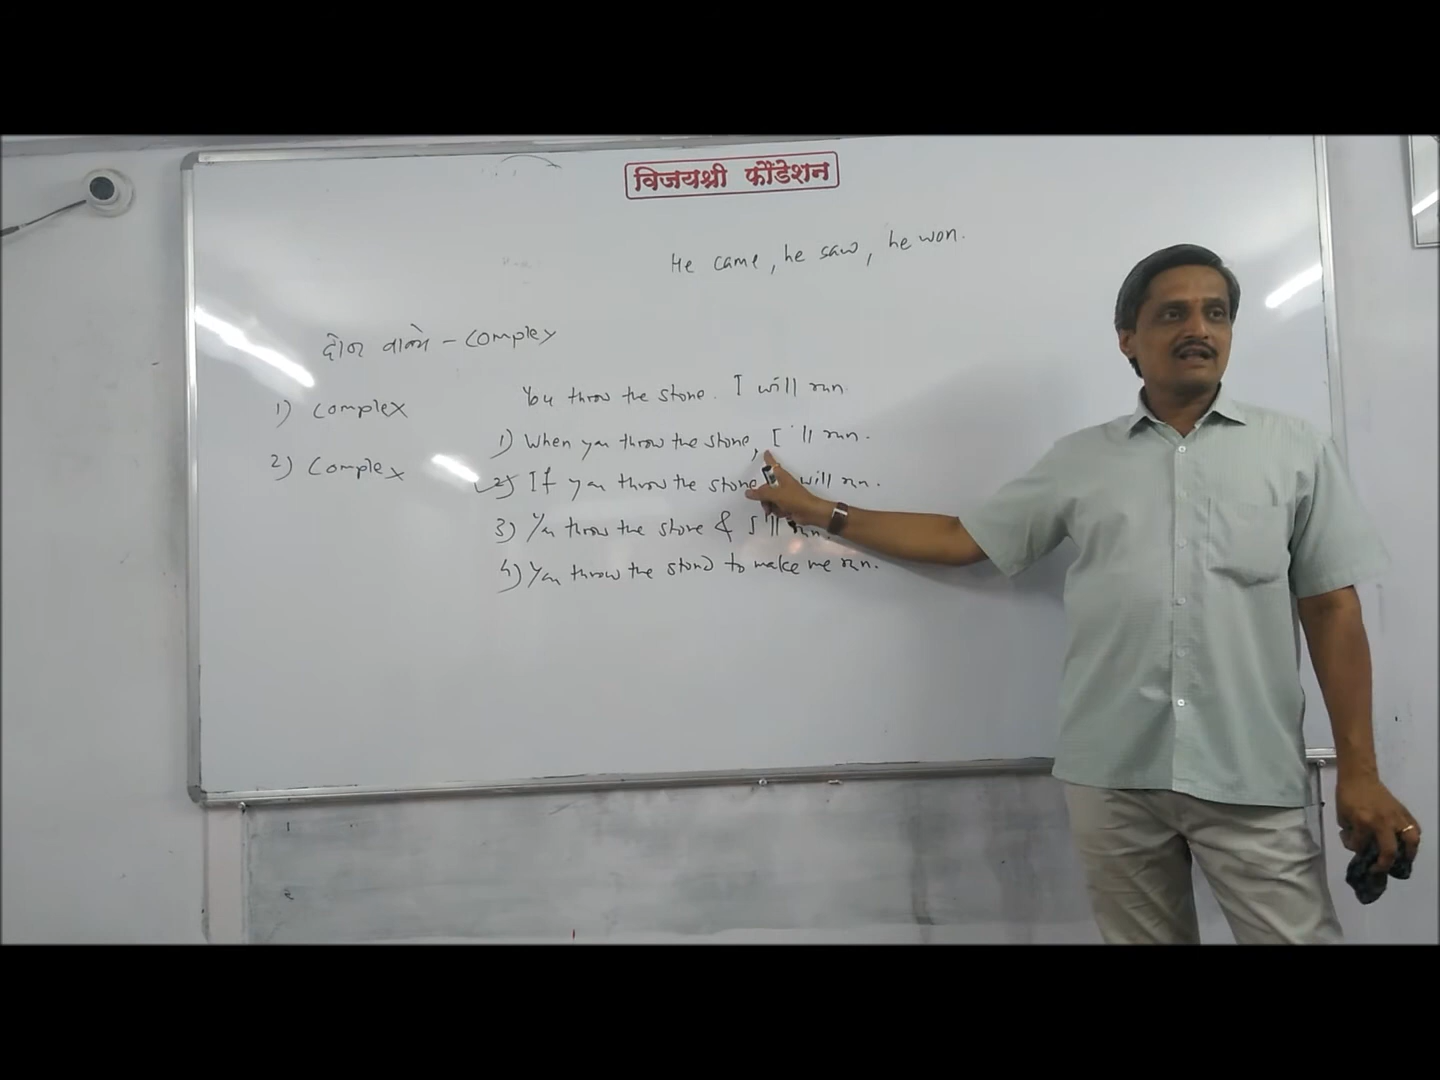 विजयश्री फौंडेशन
He came, he saw, he won.
दोन वाक्ये - complex
1) complex
2) complex
You throw the stone. I will run.
1) When you throw the stone, I'll run.
2) If you throw the stone will run.
3) You throw the stone & I'll run.
4) You throw the stone to make me run.